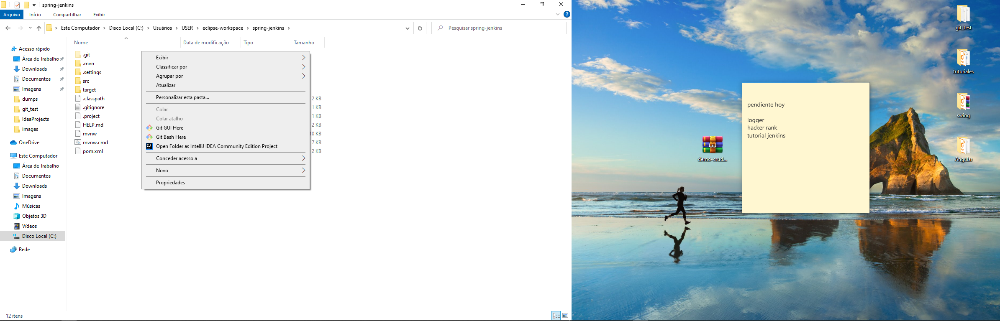 spring-jenkins
Arquivo Início Compartilhar Exibir
Este Computador Disco Local (C:) Usuários USER eclipse-workspace spring-jenkins
Pesquisar spring-jenkins
Nome Data de modificação Tipo Tamanho
Acesso rápido
Área de Trabalho
Downloads
Documentos
Imagens
dumps
git_test
IdeaProjects
images
OneDrive
Este Computador
Área de Trabalho
Documentos
Downloads
Imagens
Músicas
Objetos 3D
Vídeos
Disco Local (C:)
Rede
.git
.mvn
.settings
src
target
.classpath 2 KB
.gitignore 1 KB
.project 1 KB
HELP.md 2 KB
mvnw 10 KB
mvnw.cmd 7 KB
pom.xml 2 KB
Exibir
Classificar por
Agrupar por
Atualizar
Personalizar esta pasta...
Colar
Colar atalho
Git GUI Here
Git Bash Here
Open Folder as IntelliJ IDEA Community Edition Project
Conceder acesso a
Novo
Propriedades
12 itens
demo-crud...
pendiente hoy
logger
hacker rank
tutorial jenkins
git_test
tutoriales
swing
Angular